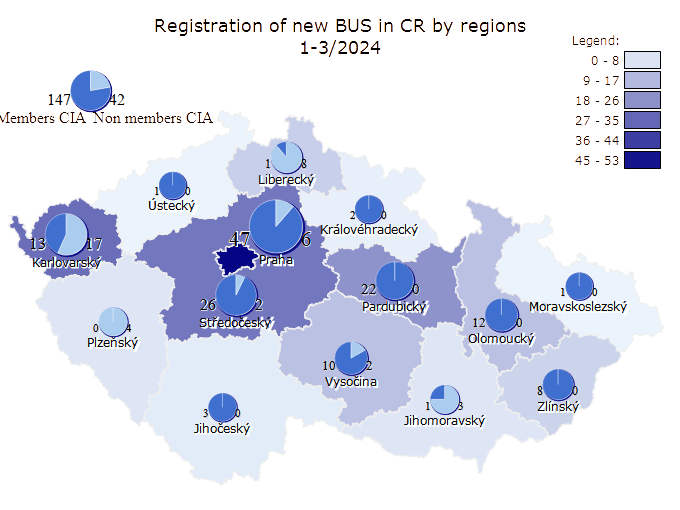 Registration of new BUS in CR by regions
1-3/2024
Legend:
0 - 8
9 - 17
18 - 26
27 - 35
36 - 44
45 - 53
147 42
Members CIA Non members CIA
1 8
Liberecký
1 0
Ústecký
2 0
Královéhradecký
13 17
Karlovarský
47 6
Praha
26 2
Středočeský
22 0
Pardubický
1 0
Moravskoslezský
0 4
Plzeňský
12 0
Olomoucký
10 2
Vysočina
8 0
Zlínský
3 0
Jihočeský
1 3
Jihomoravský